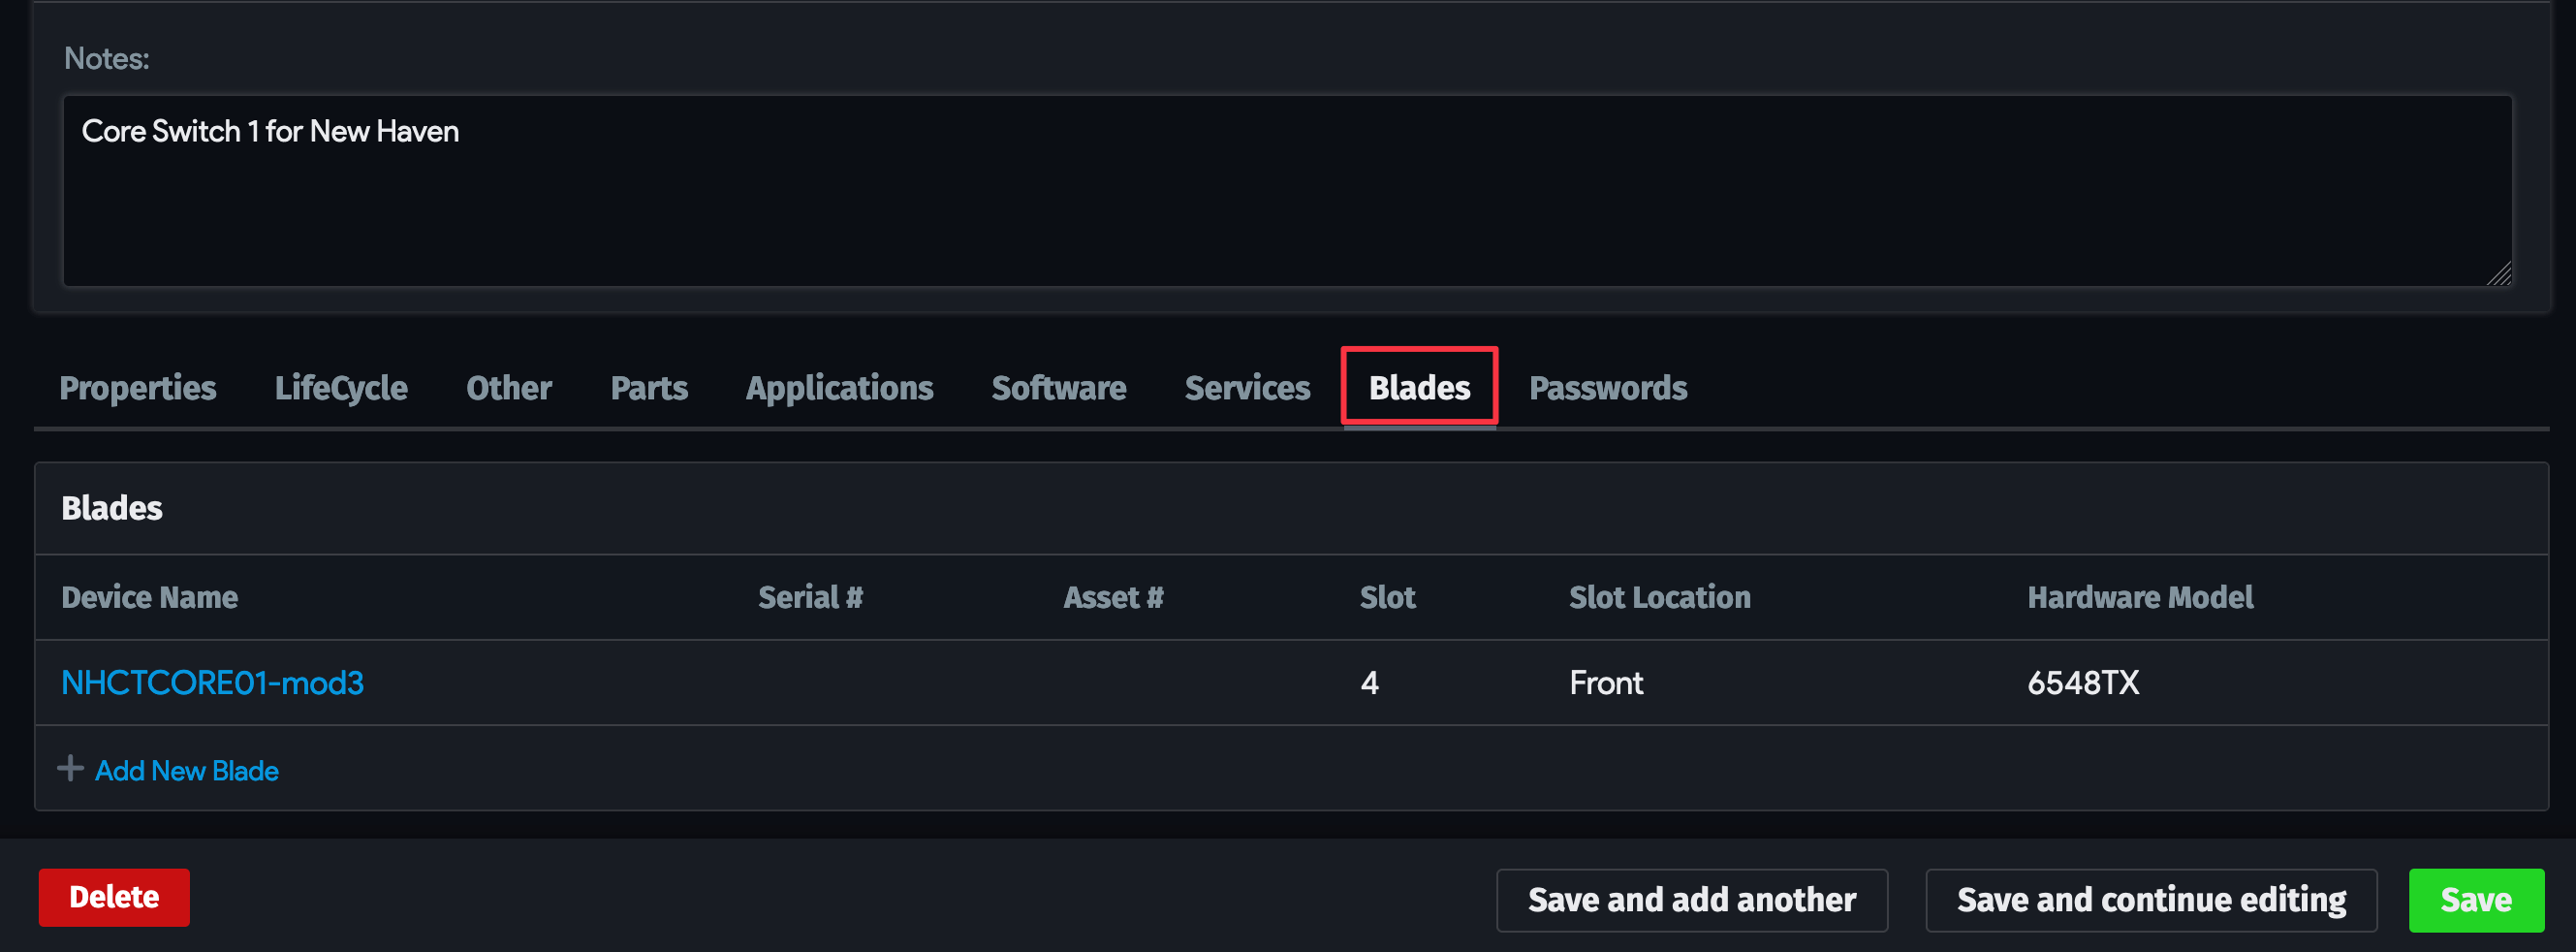 Notes:
Core Switch 1 for New Haven
Properties LifeCycle Other Parts Applications Software Services Blades Passwords
Blades
Device Name Serial # Asset # Slot Slot Location Hardware Model
NHCTCORE01-mod3 4 Front 6548TX
Add New Blade
Delete Save and add another Save and continue editing Save